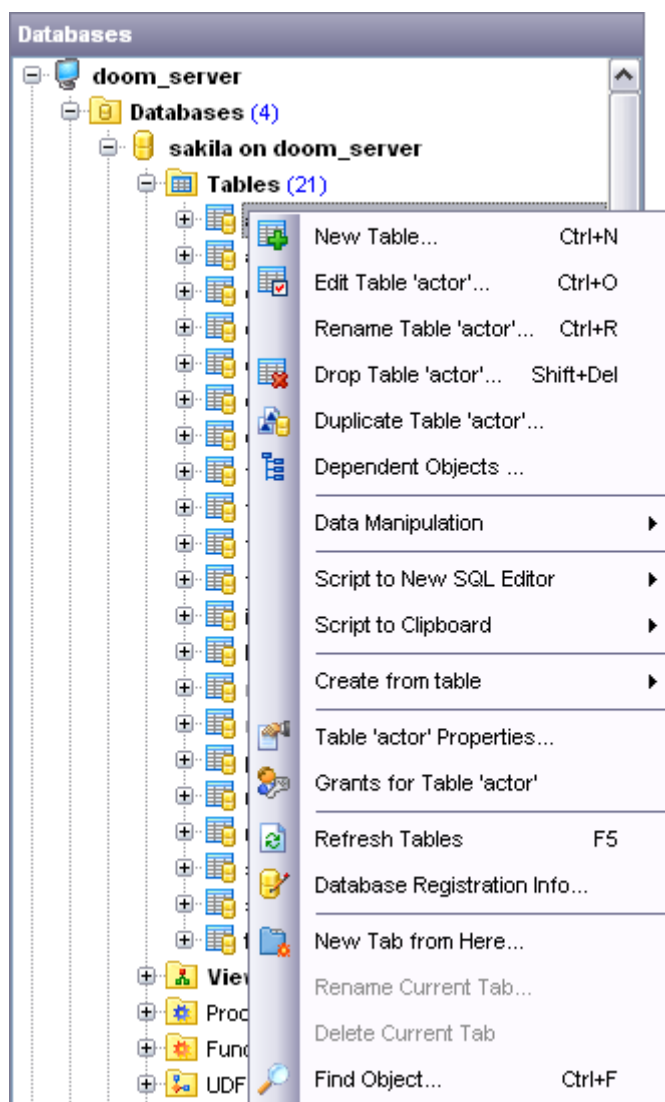 Databases
doom_server
Databases (4)
sakila on doom_server
Tables (21)
New Table... Ctrl+N
Edit Table 'actor'... Ctrl+O
Rename Table 'actor'... Ctrl+R
Drop Table 'actor'... Shift+Del
Duplicate Table 'actor'...
Dependent Objects ...
Data Manipulation
Script to New SQL Editor
Script to Clipboard
Create from table
Table 'actor' Properties...
Grants for Table 'actor'
Refresh Tables F5
Database Registration Info...
New Tab from Here...
Rename Current Tab...
Delete Current Tab
Find Object... Ctrl+F
UDF